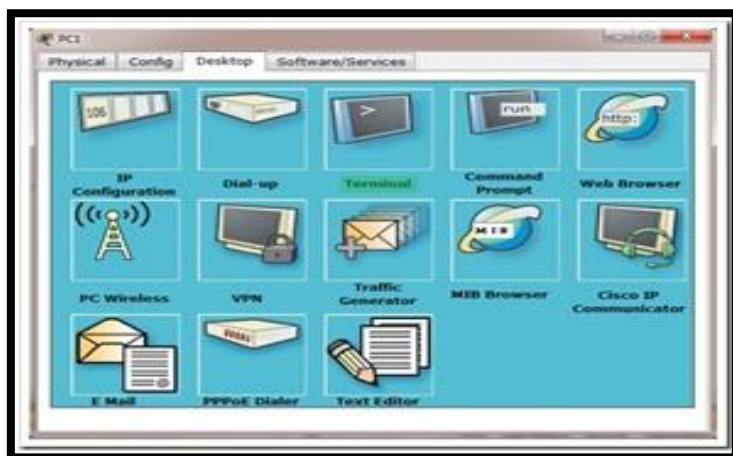 PC1
Physical Config Desktop Software/Services
106
>
run
http:
IP Configuration
Dial-up
Terminal
Command Prompt
Web Browser
MIB
PC Wireless
VPN
Traffic Generator
MIB Browser
Cisco IP Communicator
E Mail
PPPoE Dialer
Text Editor